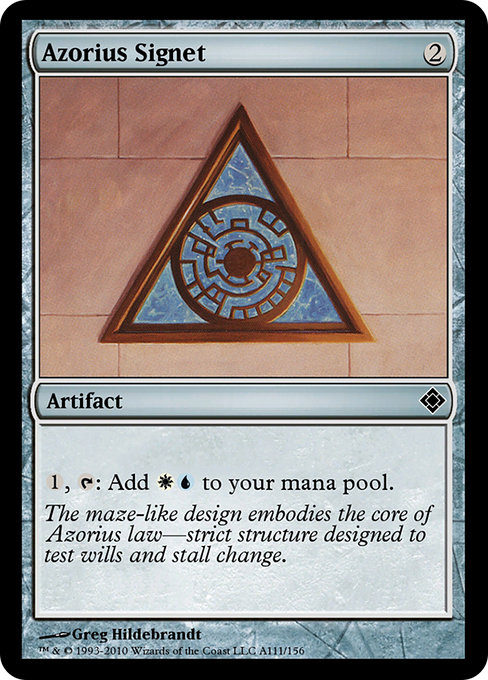 Azorius Signet 2
Artifact
1, T: Add to your mana pool.
The maze-like design embodies the core of
Azorius law—strict structure designed to
test wills and stall change.
Greg Hildebrandt
™ & © 1993-2010 Wizards of the Coast LLC A111/156